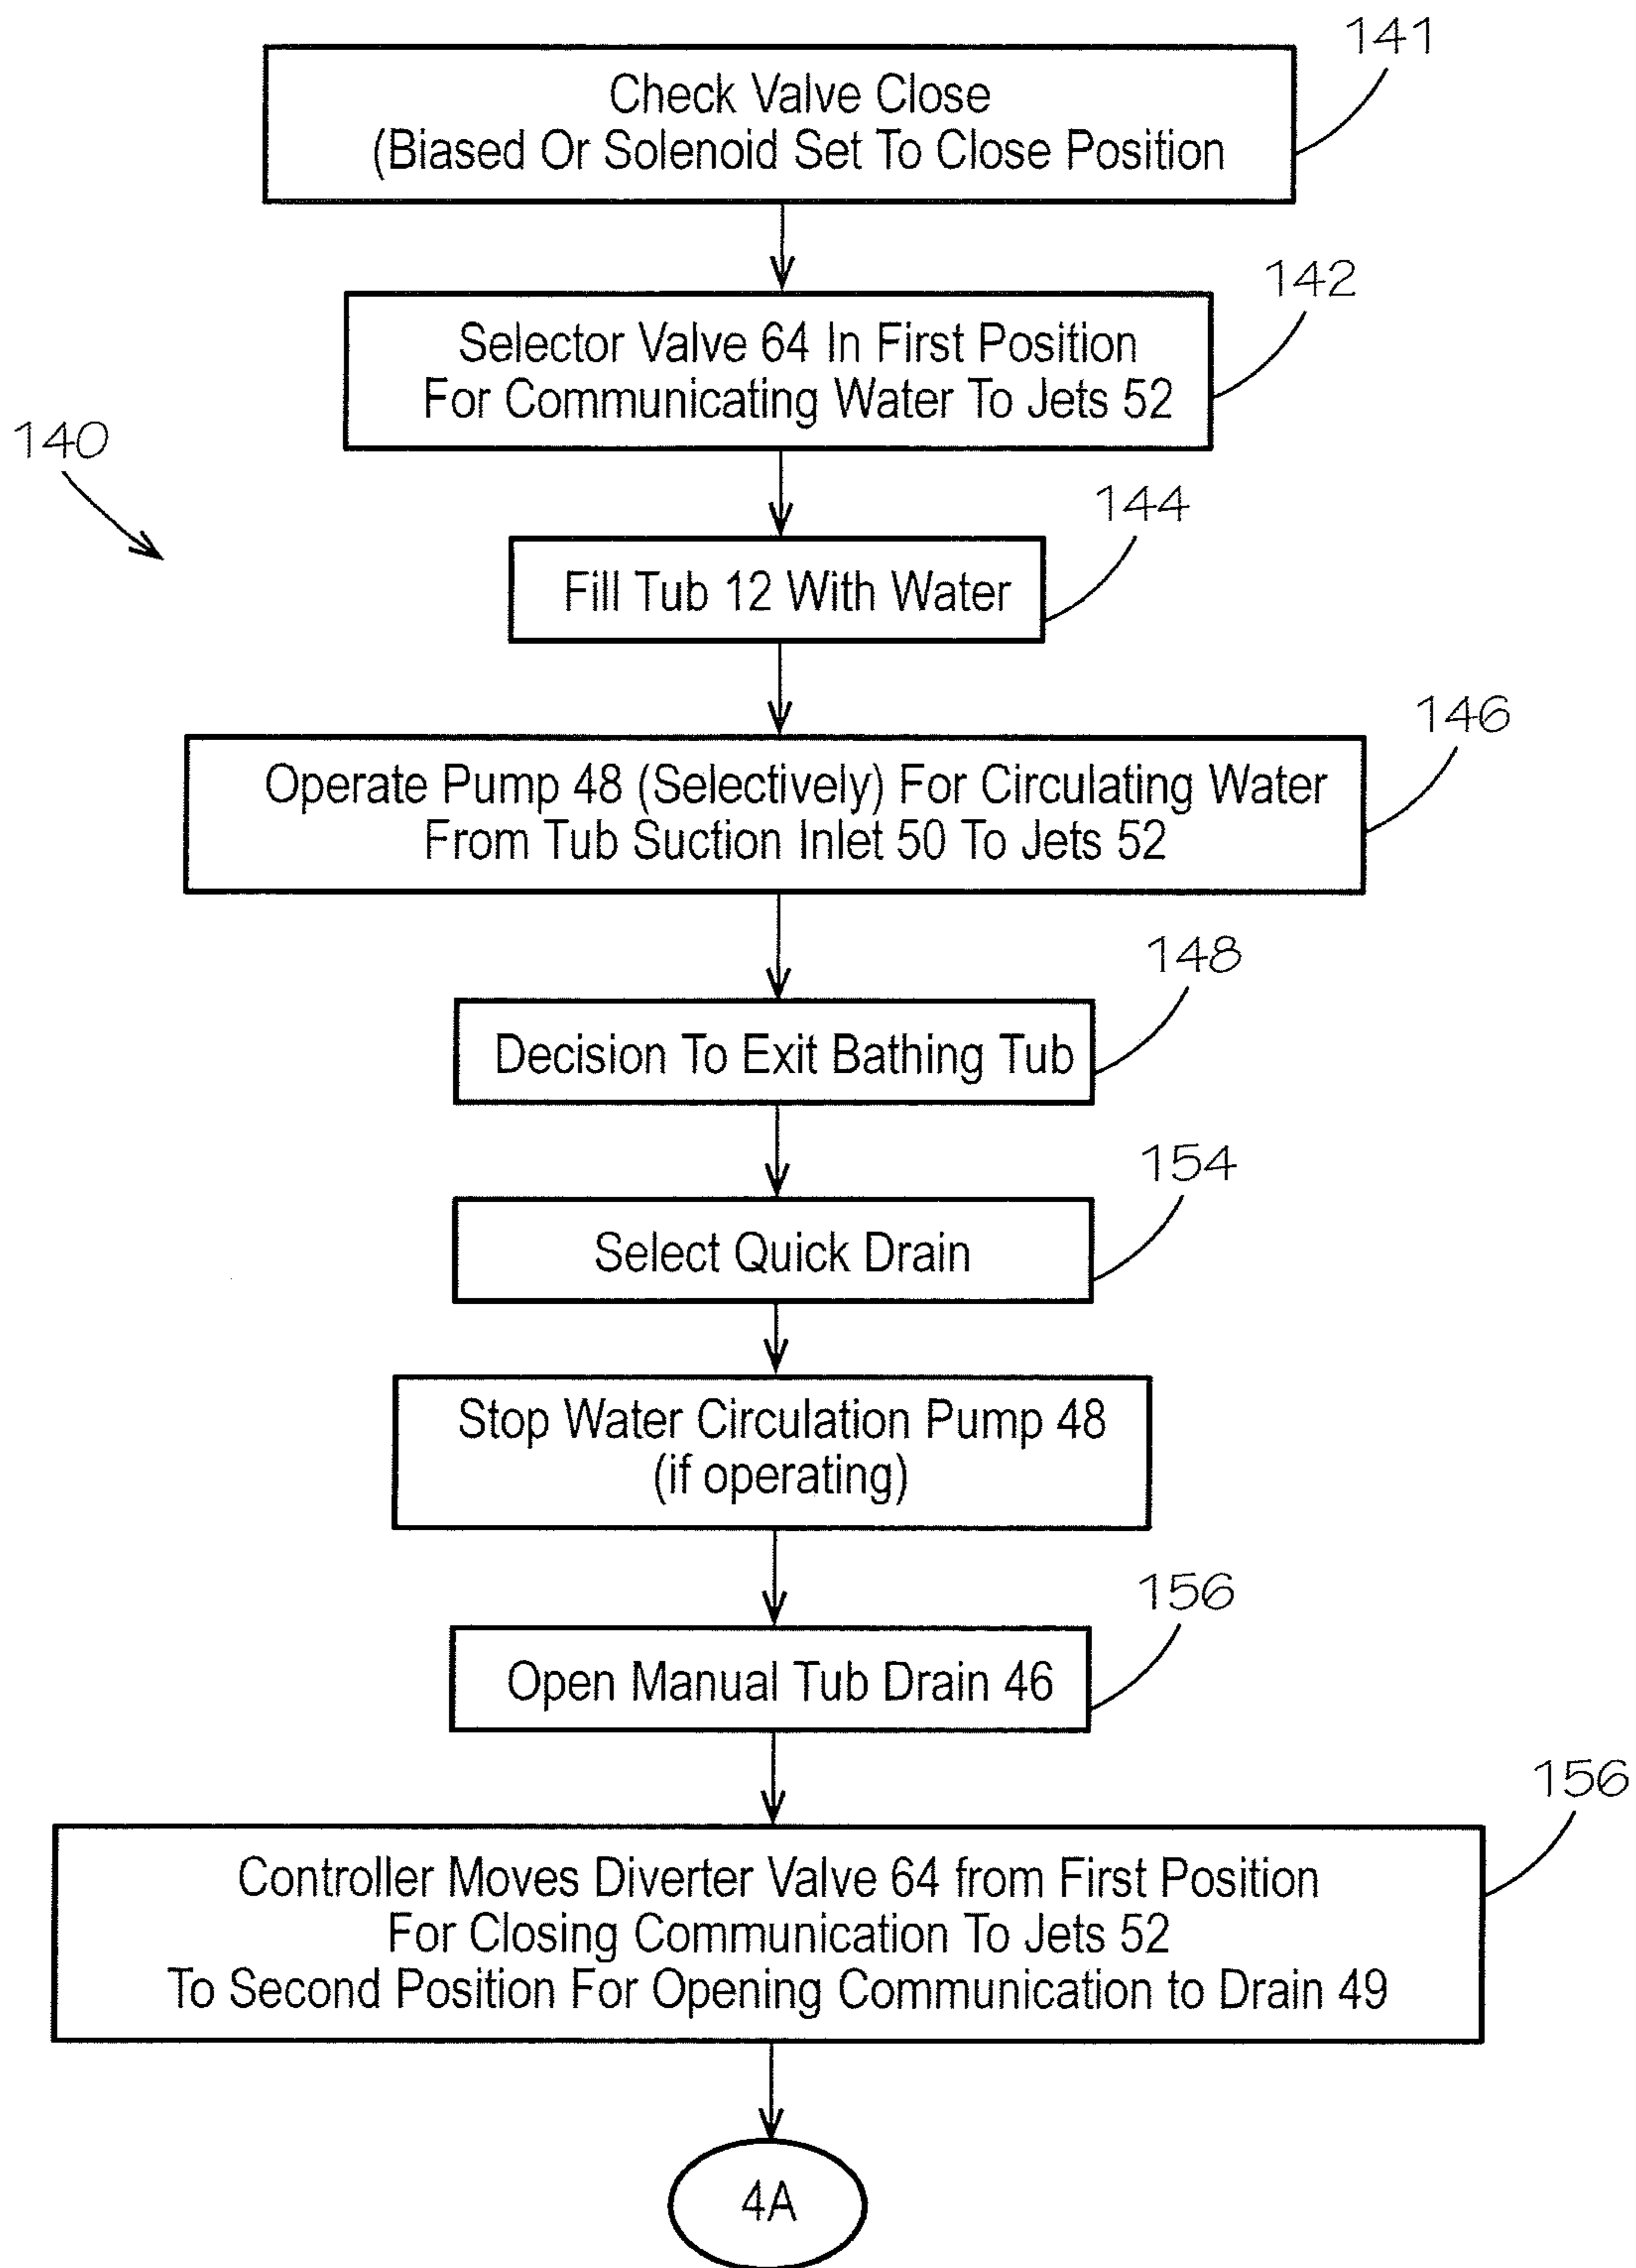 141
Check Valve Close
(Biased Or Solenoid Set To Close Position
142
Selector Valve 64 In First Position
For Communicating Water To Jets 52
140
144
Fill Tub 12 With Water
146
Operate Pump 48 (Selectively) For Circulating Water
From Tub Suction Inlet 50 To Jets 52
148
Decision To Exit Bathing Tub
154
Select Quick Drain
Stop Water Circulation Pump 48
(if operating)
156
Open Manual Tub Drain 46
156
Controller Moves Diverter Valve 64 from First Position
For Closing Communication To Jets 52
To Second Position For Opening Communication to Drain 49
4A